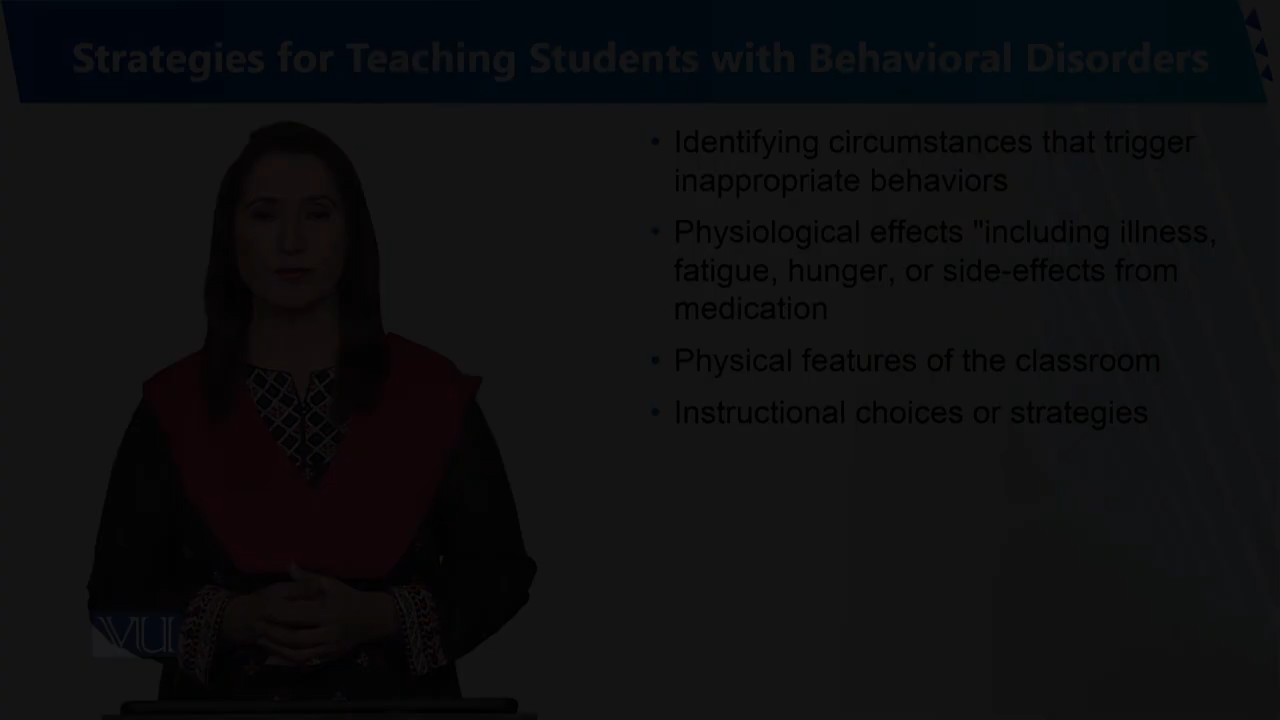 Strategies for Teaching Students with Behavioral Disorders
• Identifying circumstances that trigger
inappropriate behaviors
• Physiological effects "including illness,
fatigue, hunger, or side-effects from
medication
• Physical features of the classroom
• Instructional choices or strategies
VU